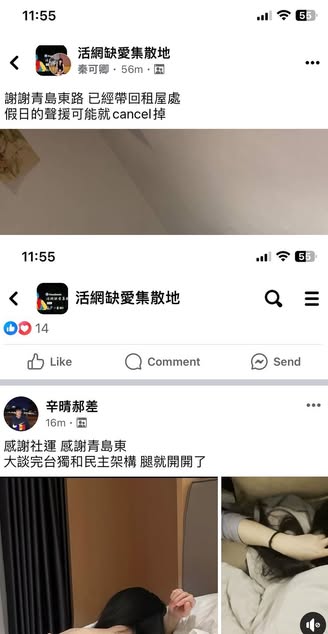 11:55
55
活網缺愛集散地
秦可卿・56m・
謝謝青島東路 已經帶回租屋處
假日的聲援可能就cancel掉
11:55
55
活網缺愛集散地
14
Like
Comment
Send
辛晴郝差
16m・
感謝社運 感謝青島東
大談完台獨和民主架構 腿就開開了